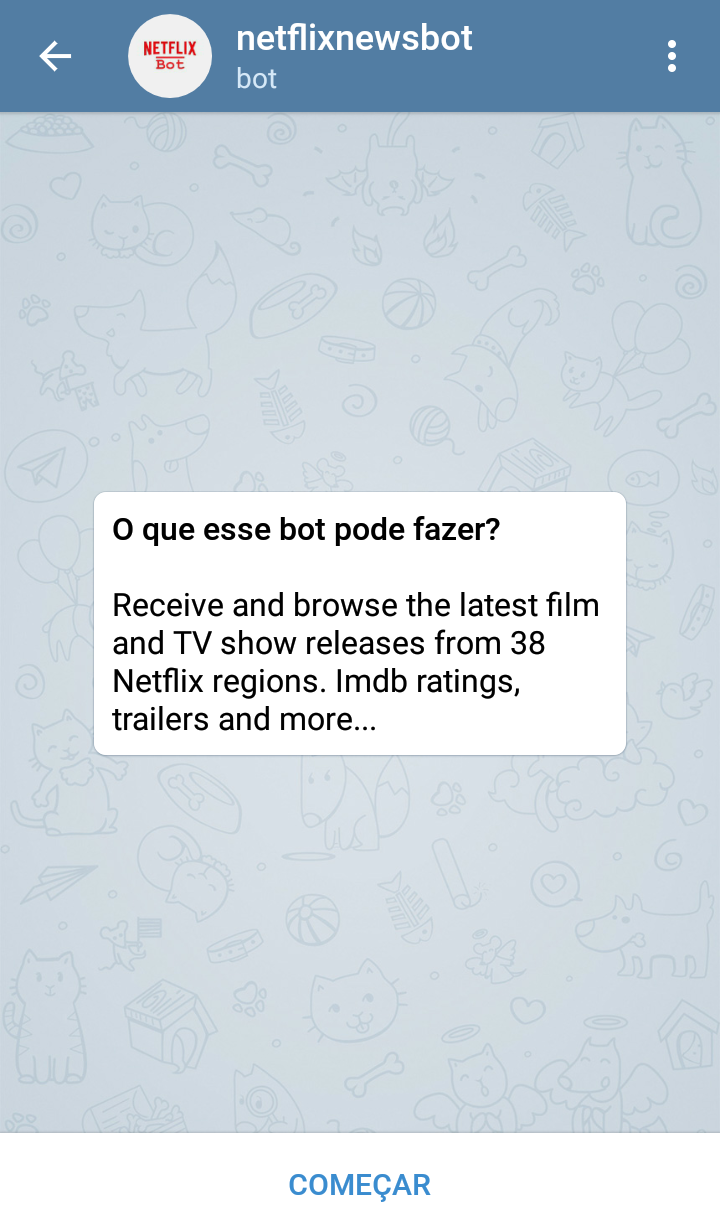 NETFLIX
Bot
netflixnewsbot
bot
O que esse bot pode fazer?
Receive and browse the latest film
and TV show releases from 38
Netflix regions. Imdb ratings,
trailers and more...
COMEÇAR